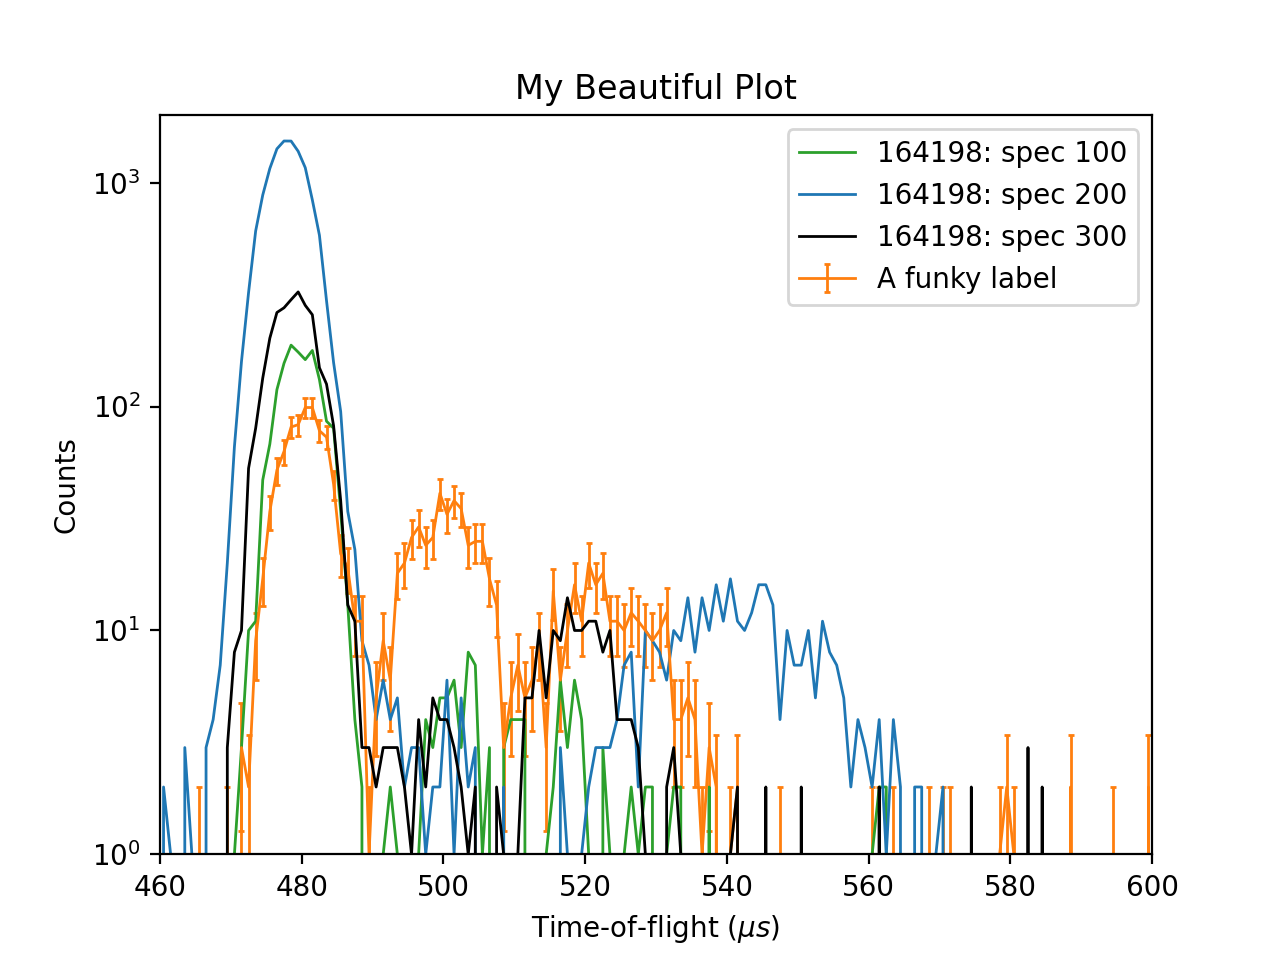 My Beautiful Plot
164198: spec 100
164198: spec 200
164198: spec 300
A funky label
10³
10²
10¹
10⁰
Counts
460 480 500 520 540 560 580 600
Time-of-flight (μs)